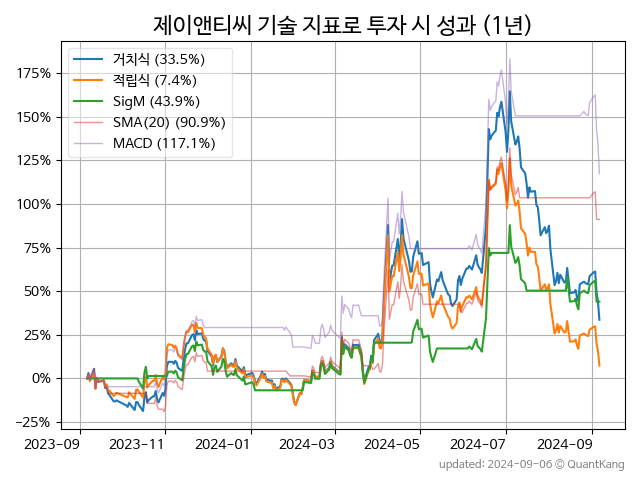 제이앤티씨 기술 지표로 투자 시 성과 (1년)
거치식 (33.5%)
적립식 (7.4%)
SigM (43.9%)
SMA(20) (90.9%)
MACD (117.1%)
175%
150%
125%
100%
75%
50%
25%
0%
−25%
2023-09
2023-11
2024-01
2024-03
2024-05
2024-07
2024-09
updated: 2024-09-06 © QuantKang